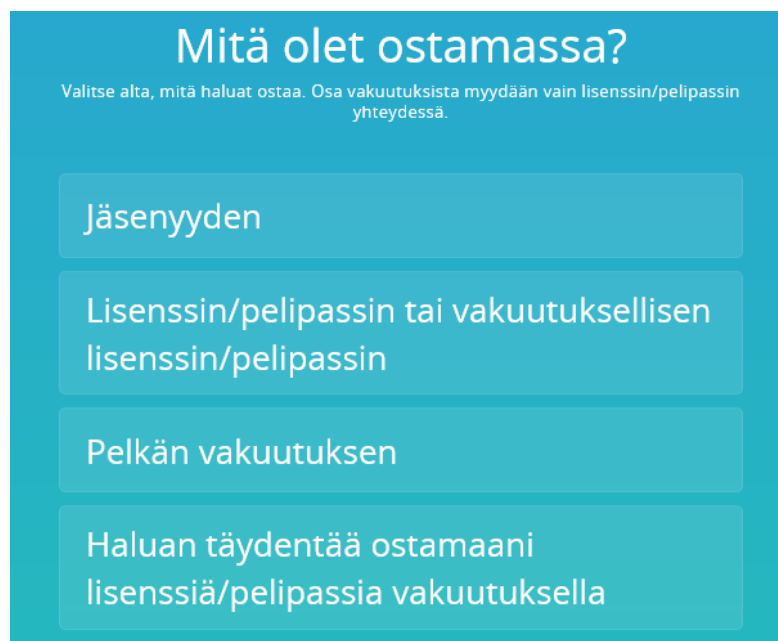 Mitä olet ostamassa?
Valitse alta, mitä haluat ostaa. Osa vakuutuksista myydään vain lisenssin/pelipassin
yhteydessä.
Jäsenyyden
Lisenssin/pelipassin tai vakuutuksellisen
lisenssin/pelipassin
Pelkän vakuutuksen
Haluan täydentää ostamaani
lisenssiä/pelipassia vakuutuksella